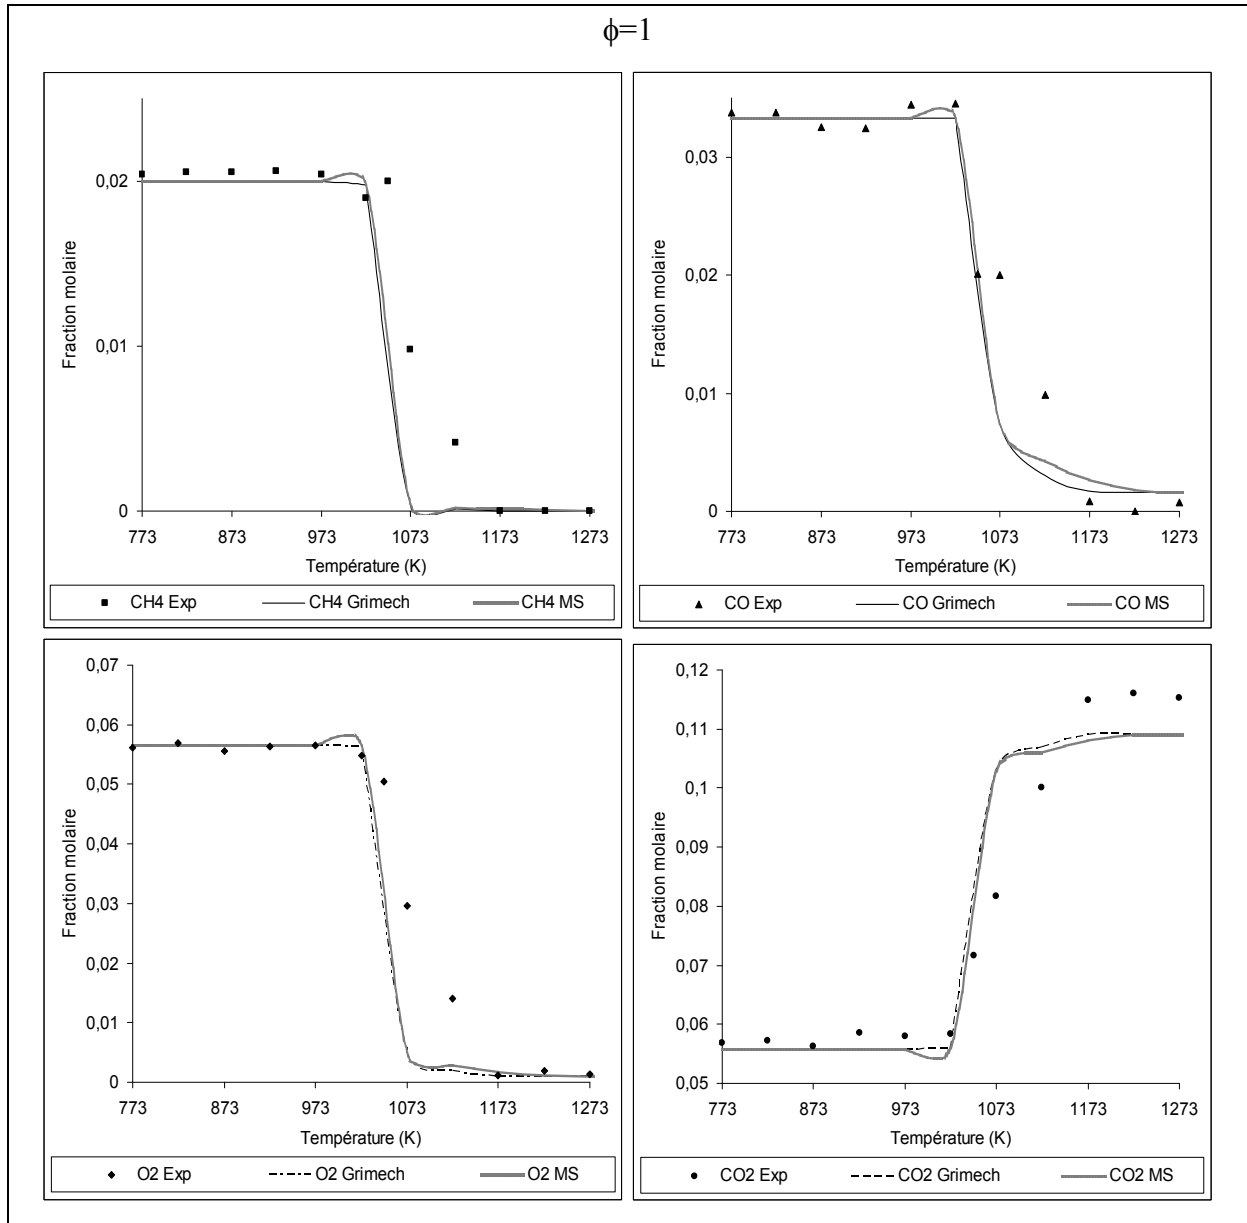 ϕ=1
Fraction molaire
0,02
0,01
0
773 873 973 1073 1173 1273
Température (K)
CH4 Exp CH4 Grimech CH4 MS
Fraction molaire
0,03
0,02
0,01
0
773 873 973 1073 1173 1273
Température (K)
CO Exp CO Grimech CO MS
Fraction molaire
0,07
0,06
0,05
0,04
0,03
0,02
0,01
0
773 873 973 1073 1173 1273
Température (K)
O2 Exp O2 Grimech O2 MS
Fraction molaire
0,12
0,11
0,1
0,09
0,08
0,07
0,06
0,05
773 873 973 1073 1173 1273
Température (K)
CO2 Exp CO2 Grimech CO2 MS